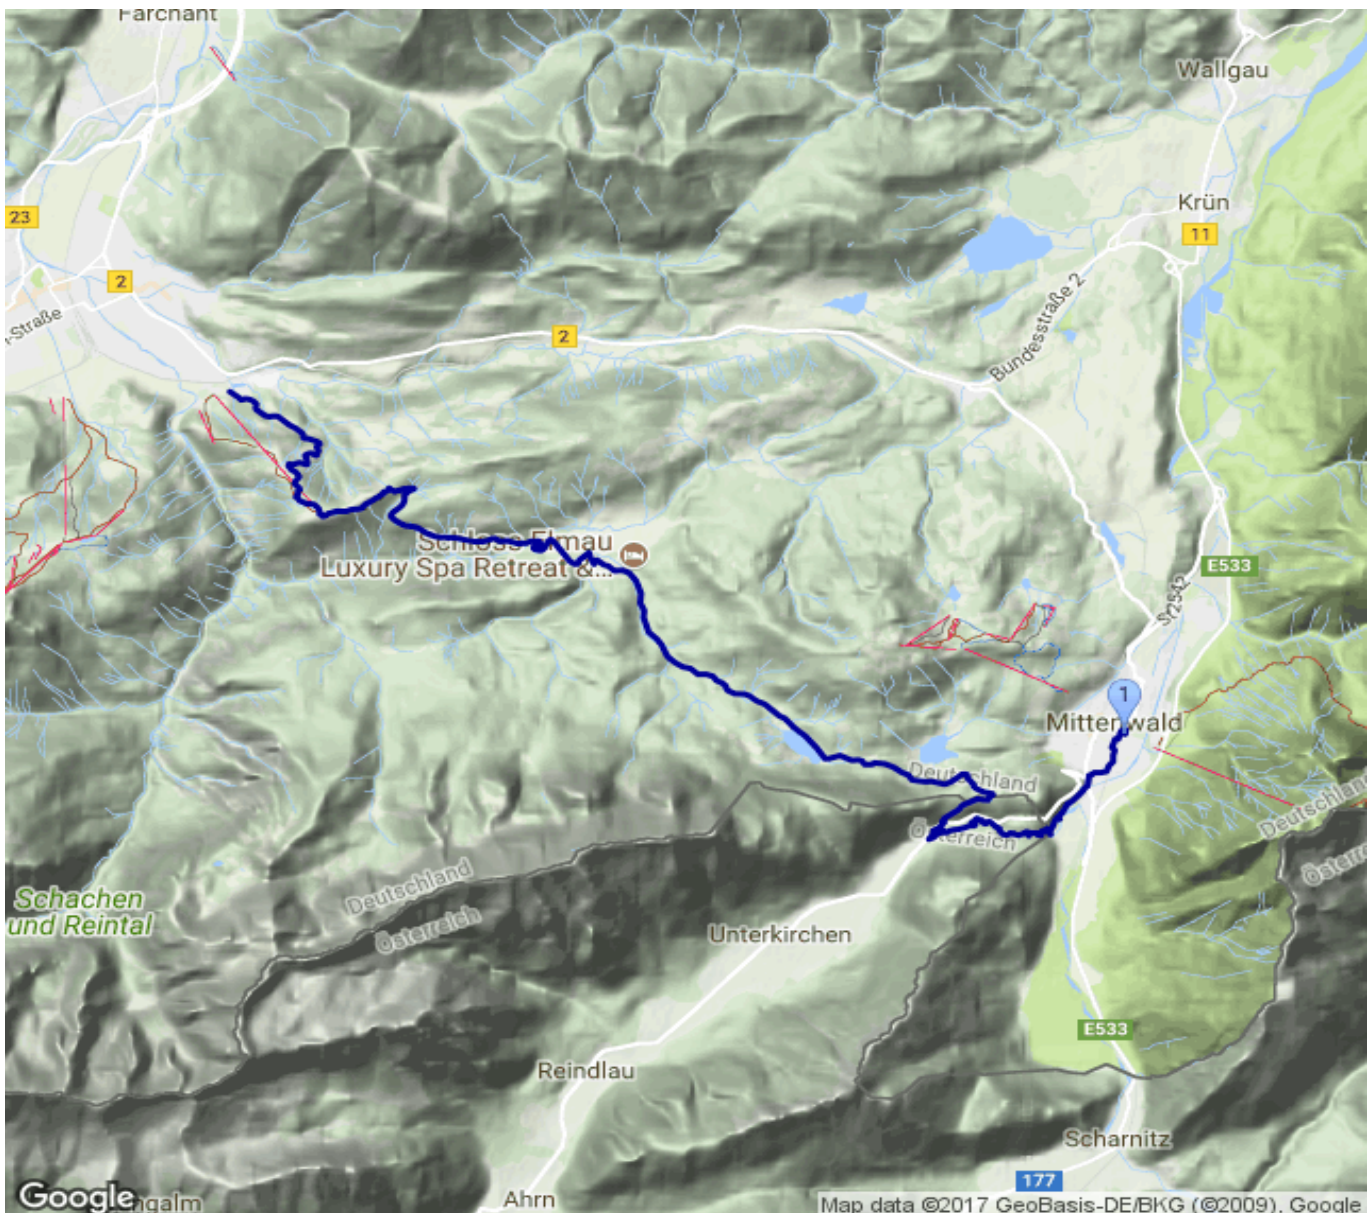 Farchant
Wallgau
23
Krün
11
2
n-Straße
2
Bundesstraße 2
Schloss Elmau
Luxury Spa Retreat &...
E533
St2542
1
Mittenwald
Deutschland
Österreich
Deutschland
Österreich
Deutschland
Österreich
Schachen
und Reintal
Unterkirchen
E533
Reindlau
Scharnitz
177
Ahrn
Google
Map data ©2017 GeoBasis-DE/BKG (©2009), Google